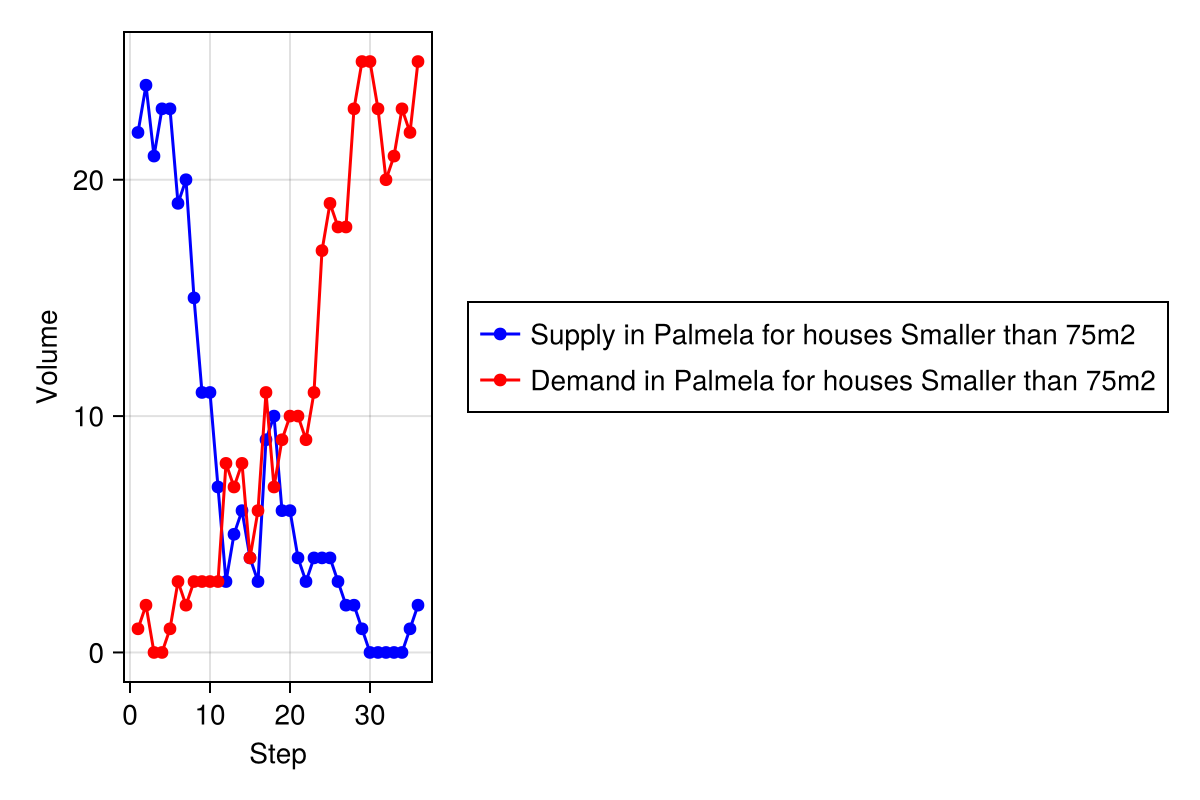 Volume
20
10
0
0 10 20 30
Step
Supply in Palmela for houses Smaller than 75m2
Demand in Palmela for houses Smaller than 75m2